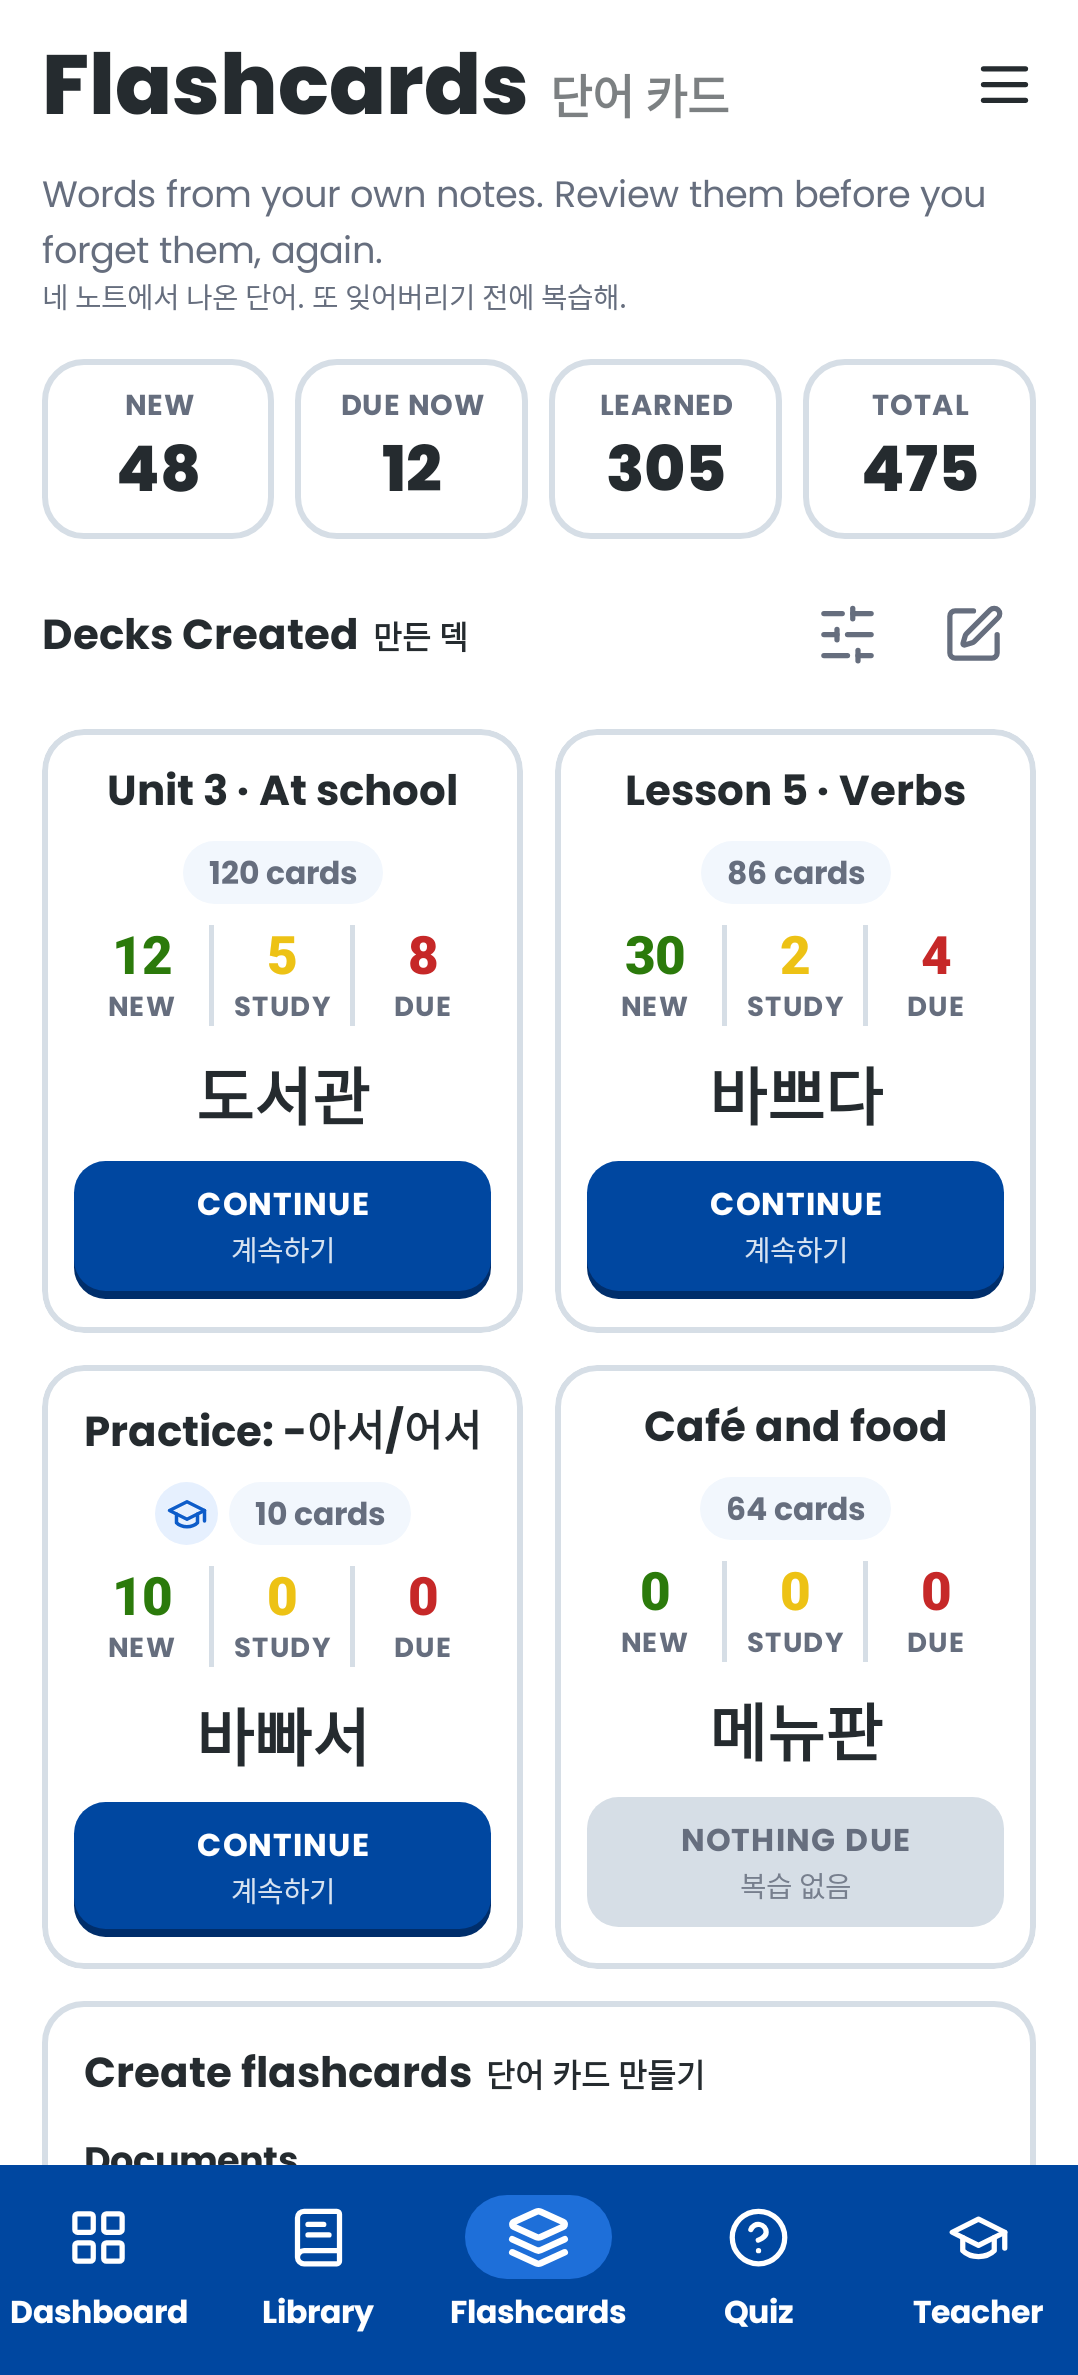 Flashcards 단어 카드
Words from your own notes. Review them before you
forget them, again.
네 노트에서 나온 단어. 또 잊어버리기 전에 복습해.
NEW DUE NOW LEARNED TOTAL
48 12 305 475
Decks Created 만든 덱
Unit 3 · At school
120 cards
12 5 8
NEW STUDY DUE
도서관
CONTINUE
계속하기
Lesson 5 · Verbs
86 cards
30 2 4
NEW STUDY DUE
바쁘다
CONTINUE
계속하기
Practice: -아서/어서
10 cards
10 0 0
NEW STUDY DUE
바빠서
CONTINUE
계속하기
Café and food
64 cards
0 0 0
NEW STUDY DUE
메뉴판
NOTHING DUE
복습 없음
Create flashcards 단어 카드 만들기
Documents
Dashboard Library Flashcards Quiz Teacher